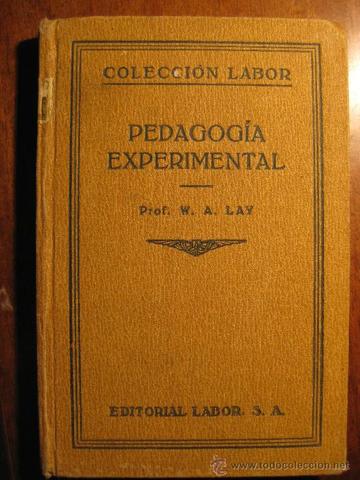 COLECCIÓN LABOR
PEDAGOGÍA
EXPERIMENTAL
Prof. W. A. LAY
EDITORIAL LABOR. S. A.
www.todocoleccion.net